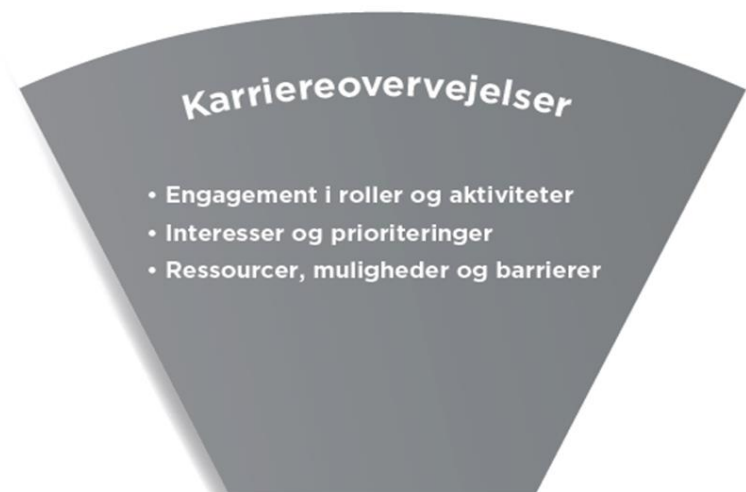 Karriereovervejelser
• Engagement i roller og aktiviteter
• Interesser og prioriteringer
• Ressourcer, muligheder og barrierer